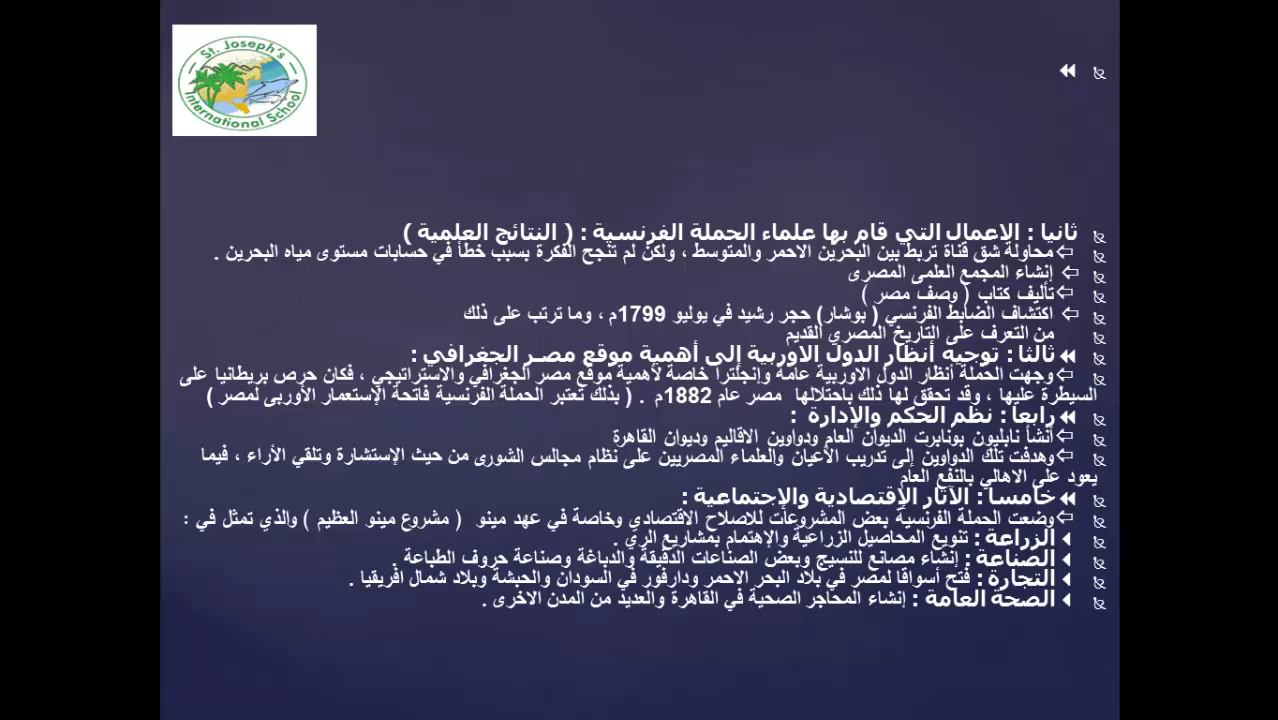 St. Joseph's
International School
ثانيا : الاعمال التي قام بها علماء الحملة الفرنسية : ( النتائج العلمية )
⇦محاولة شق قناة تربط بين البحرين الاحمر والمتوسط ، ولكن لم تنجح الفكرة بسبب خطأ في حسابات مستوى مياه البحرين .
⇦ إنشاء المجمع العلمى المصرى
⇦تأليف كتاب ( وصف مصر )
⇦ اكتشاف الضابط الفرنسي ( بوشار) حجر رشيد في يوليو 1799م ، وما ترتب على ذلك
من التعرف على التاريخ المصري القديم
ثالثا : توجيه أنظار الدول الاوربية إلى أهمية موقع مصر الجغرافي :
⇦وجهت الحملة أنظار الدول الاوربية عامة وإنجلترا خاصة لأهمية موقع مصر الجغرافي والاستراتيجي ، فكان حرص بريطانيا على
السيطرة عليها ، وقد تحقق لها ذلك باحتلالها مصر عام 1882م . ( بذلك تعتبر الحملة الفرنسية فاتحة الإستعمار الأوربى لمصر )
رابعا : نظم الحكم والإدارة :
⇦أنشأ نابليون بونابرت الديوان العام ودواوين الاقاليم وديوان القاهرة
⇦وهدفت تلك الدواوين إلى تدريب الأعيان والعلماء المصريين على نظام مجالس الشورى من حيث الإستشارة وتلقي الأراء ، فيما
يعود على الاهالي بالنفع العام
خامسا : الآثار الإقتصادية والإجتماعية :
⇦وضعت الحملة الفرنسية بعض المشروعات للاصلاح الاقتصادي وخاصة في عهد مينو ( مشروع مينو العظيم ) والذي تمثل في :
الزراعة : تنويع المحاصيل الزراعية والإهتمام بمشاريع الري .
الصناعة : إنشاء مصانع للنسيج وبعض الصناعات الدقيقة والدباغة وصناعة حروف الطباعة .
التجارة : فتح أسواقا لمصر في بلاد البحر الاحمر ودارفور في السودان والحبشة وبلاد شمال افريقيا .
الصحة العامة : إنشاء المحاجر الصحية في القاهرة والعديد من المدن الاخرى .